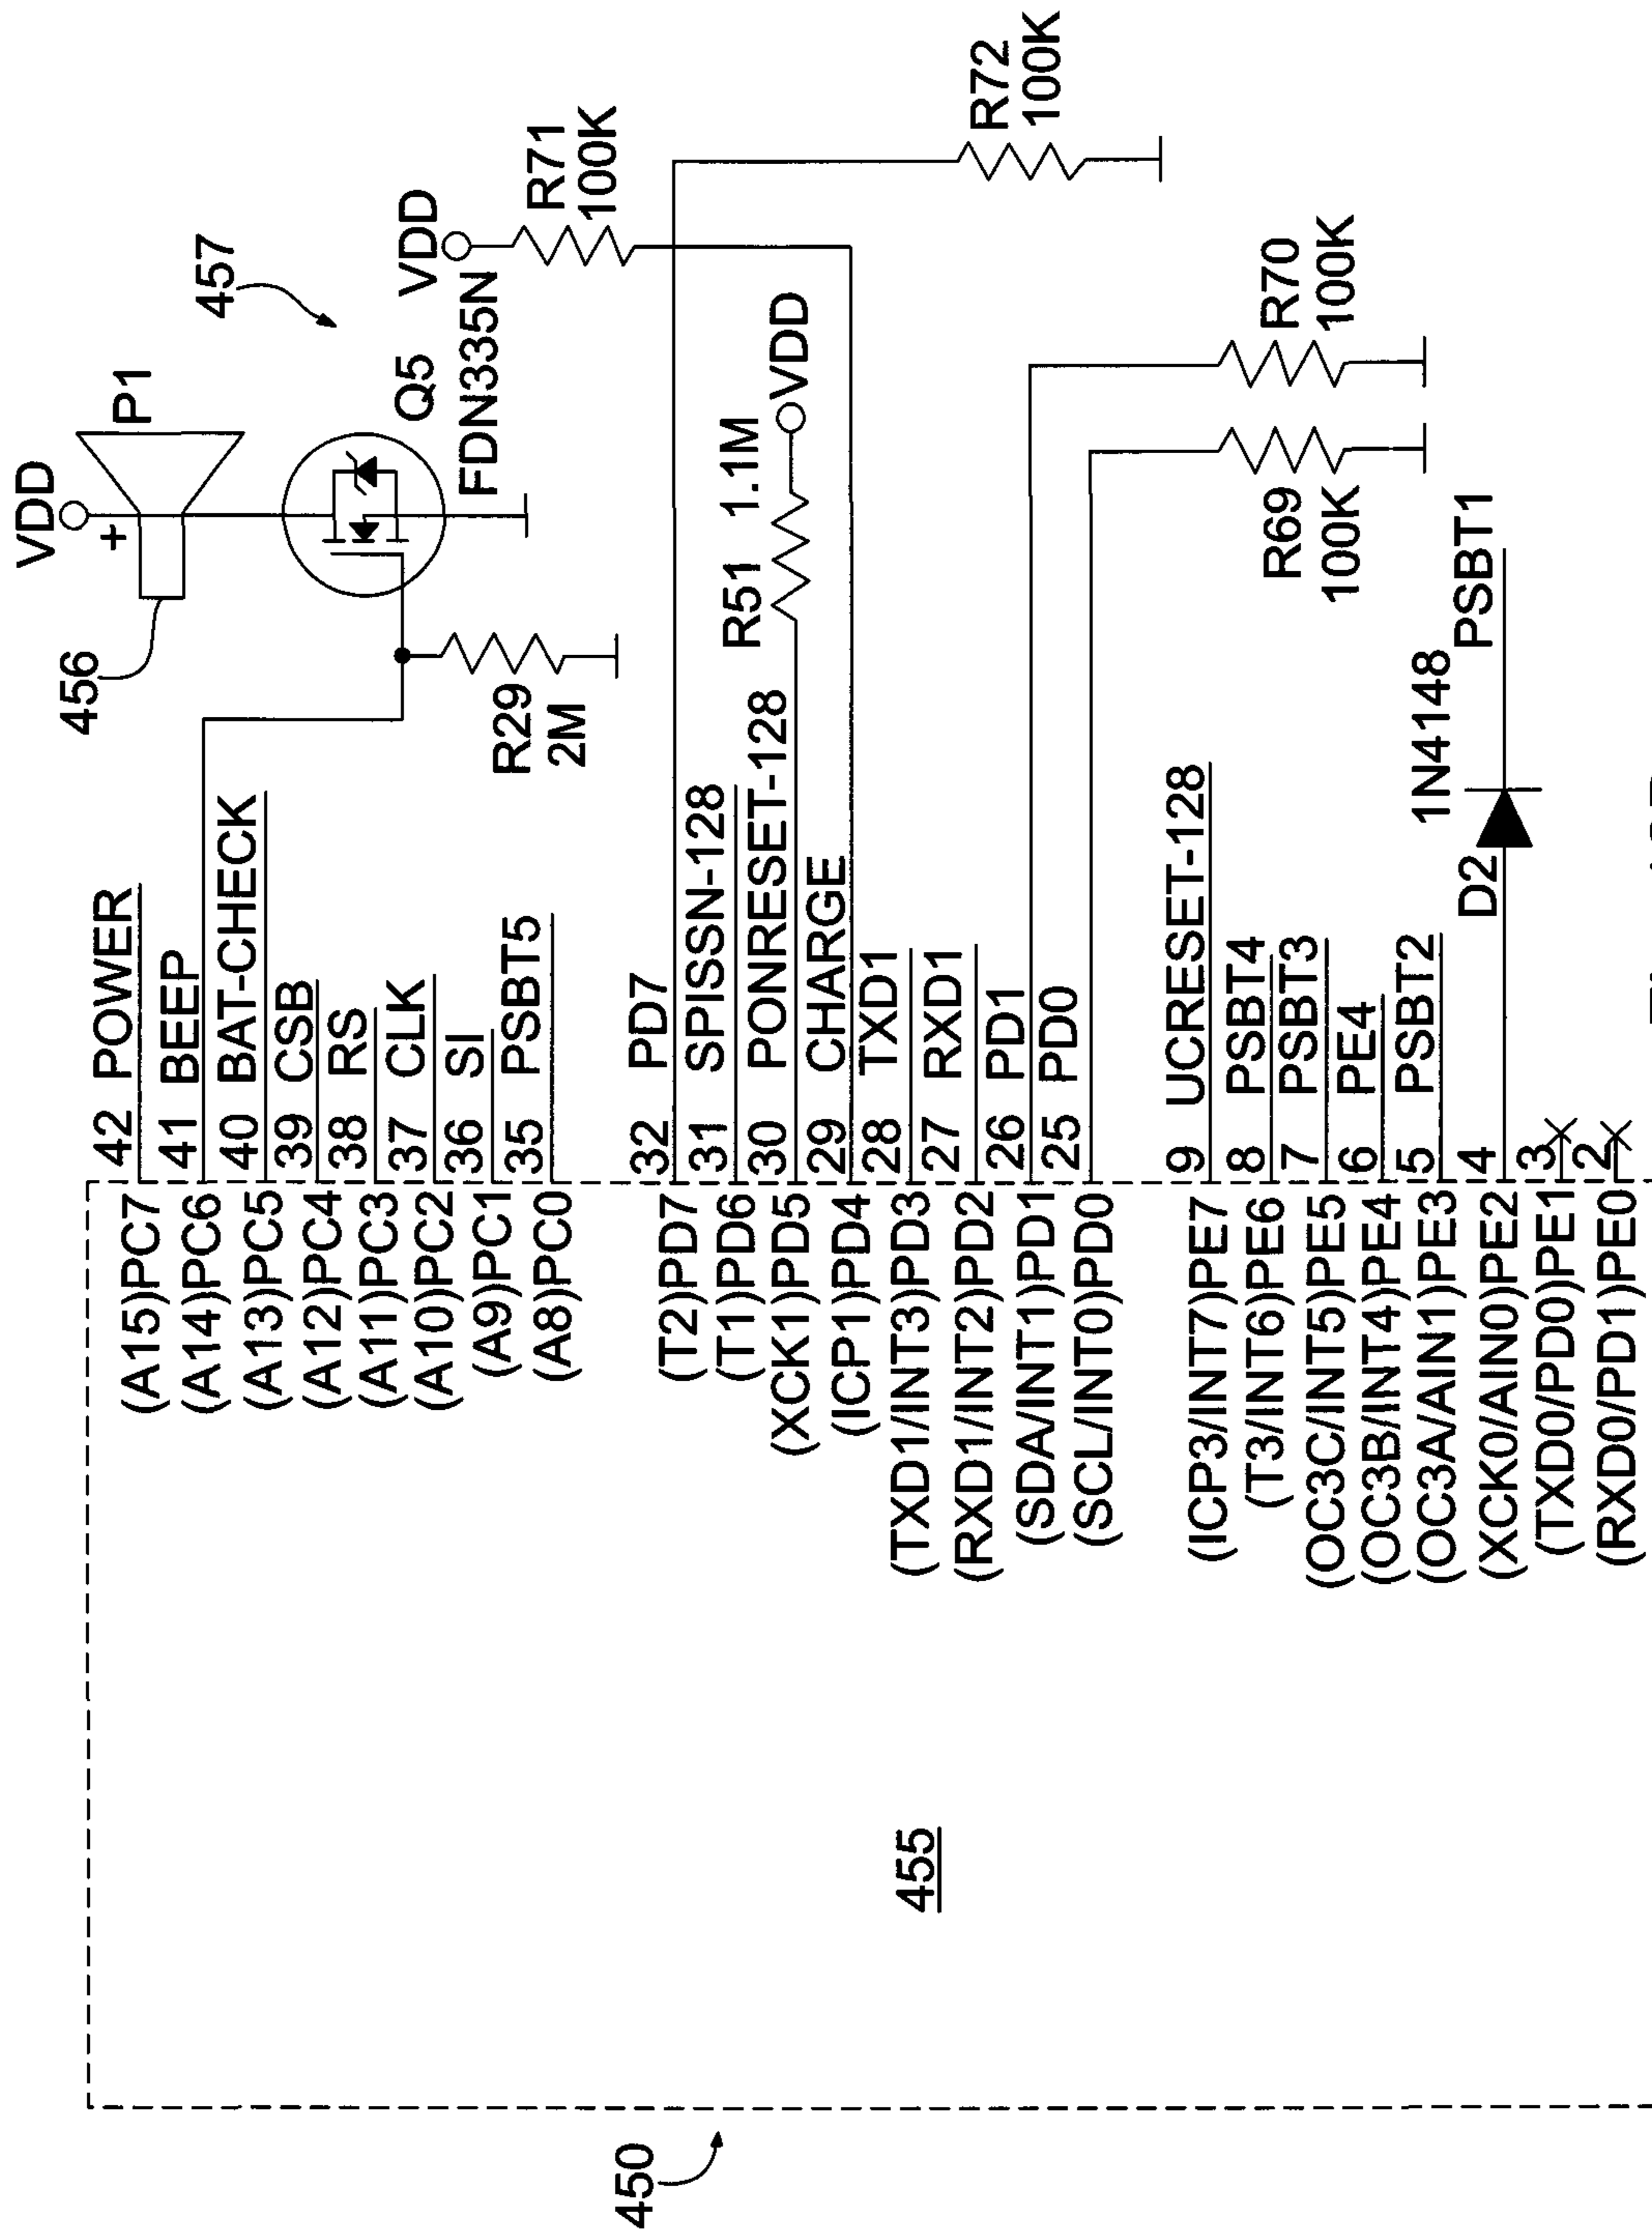 450
455
(A15)PC7 42 POWER
(A14)PC6 41 BEEP
(A13)PC5 40 BAT-CHECK
(A12)PC4 39 CSB
(A11)PC3 38 RS
(A10)PC2 37 CLK
(A9)PC1 36 SI
(A8)PC0 35 PSBT5
(T2)PD7 32 PD7
(T1)PD6 31 SPISSN-128
(XCK1)PD5 30 PONRESET-128
(ICP1)PD4 29 CHARGE
(TXD1/INT3)PD3 28 TXD1
(RXD1/INT2)PD2 27 RXD1
(SDA/INT1)PD1 26 PD1
(SCL/INT0)PD0 25 PD0
(ICP3/INT7)PE7 9 UCRESET-128
(T3/INT6)PE6 8 PSBT4
(OC3C/INT5)PE5 7 PSBT3
(OC3B/INT4)PE4 6 PE4
(OC3A/AIN1)PE3 5 PSBT2
(XCK0/AIN0)PE2 4
(TXD0/PD0)PE1 3
(RXD0/PD1)PE0 2
456
VDD
+
P1
457
Q5
FDN335N
R29
2M
VDD
R71
100K
R72
100K
R51 1.1M
VDD
R69
100K
R70
100K
D2
1N4148
PSBT1